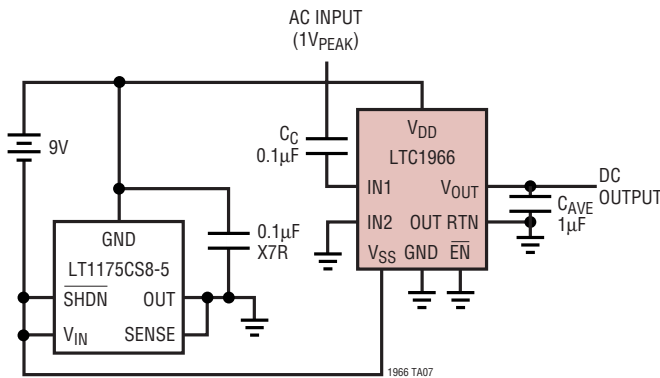 AC INPUT
(1VPEAK)
9V
CC
0.1µF
VDD
LTC1966
IN1
VOUT
IN2
OUT RTN
VSS
GND
EN
DC
OUTPUT
CAVE
1µF
GND
LT1175CS8-5
SHDN
OUT
VIN
SENSE
0.1µF
X7R
1966 TA07